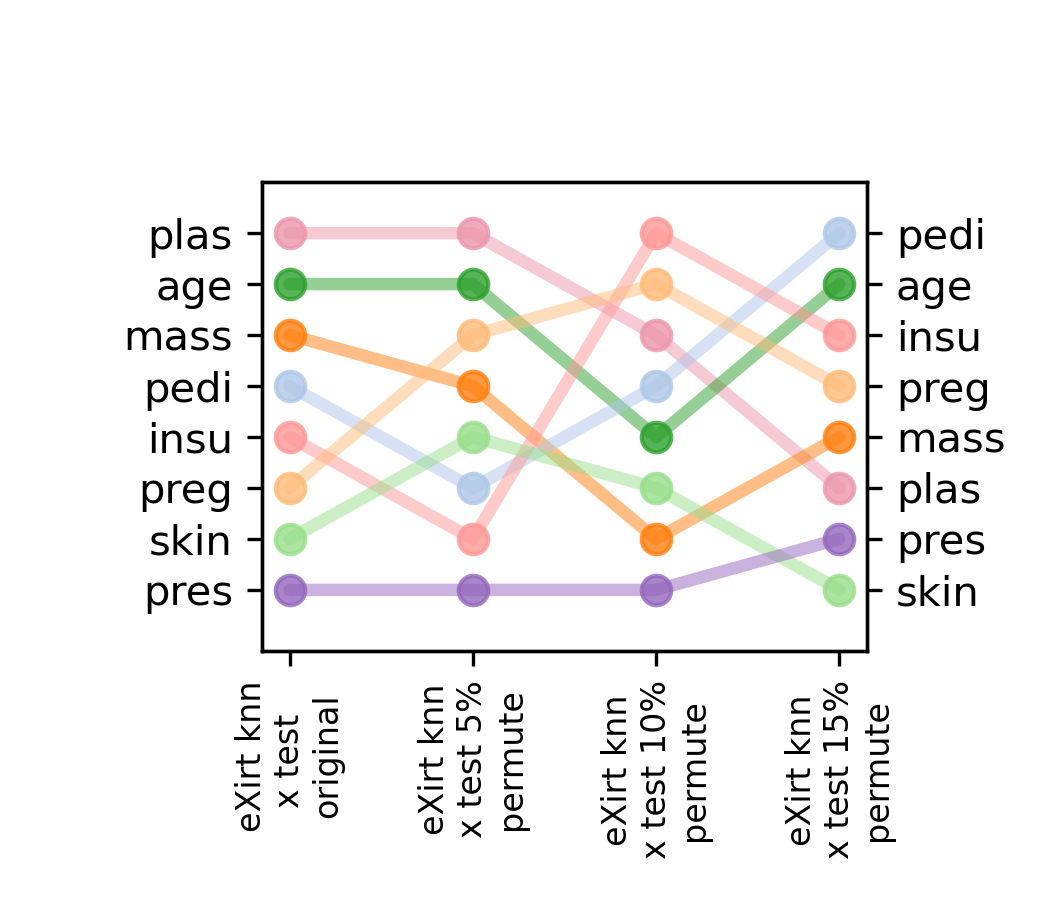 plas
age
mass
pedi
insu
preg
skin
pres
pedi
age
insu
preg
mass
plas
pres
skin
eXirt knn
x test
original
eXirt knn
x test 5%
permute
eXirt knn
x test 10%
permute
eXirt knn
x test 15%
permute